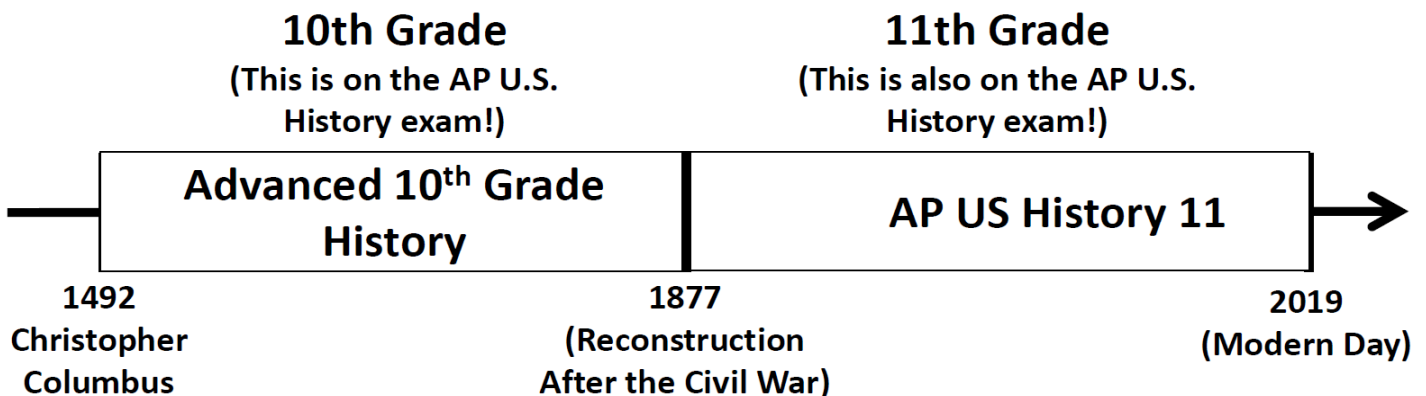 10th Grade
(This is on the AP U.S.
History exam!)
11th Grade
(This is also on the AP U.S.
History exam!)
Advanced 10th Grade
History
AP US History 11
1492
Christopher
Columbus
1877
(Reconstruction
After the Civil War)
2019
(Modern Day)